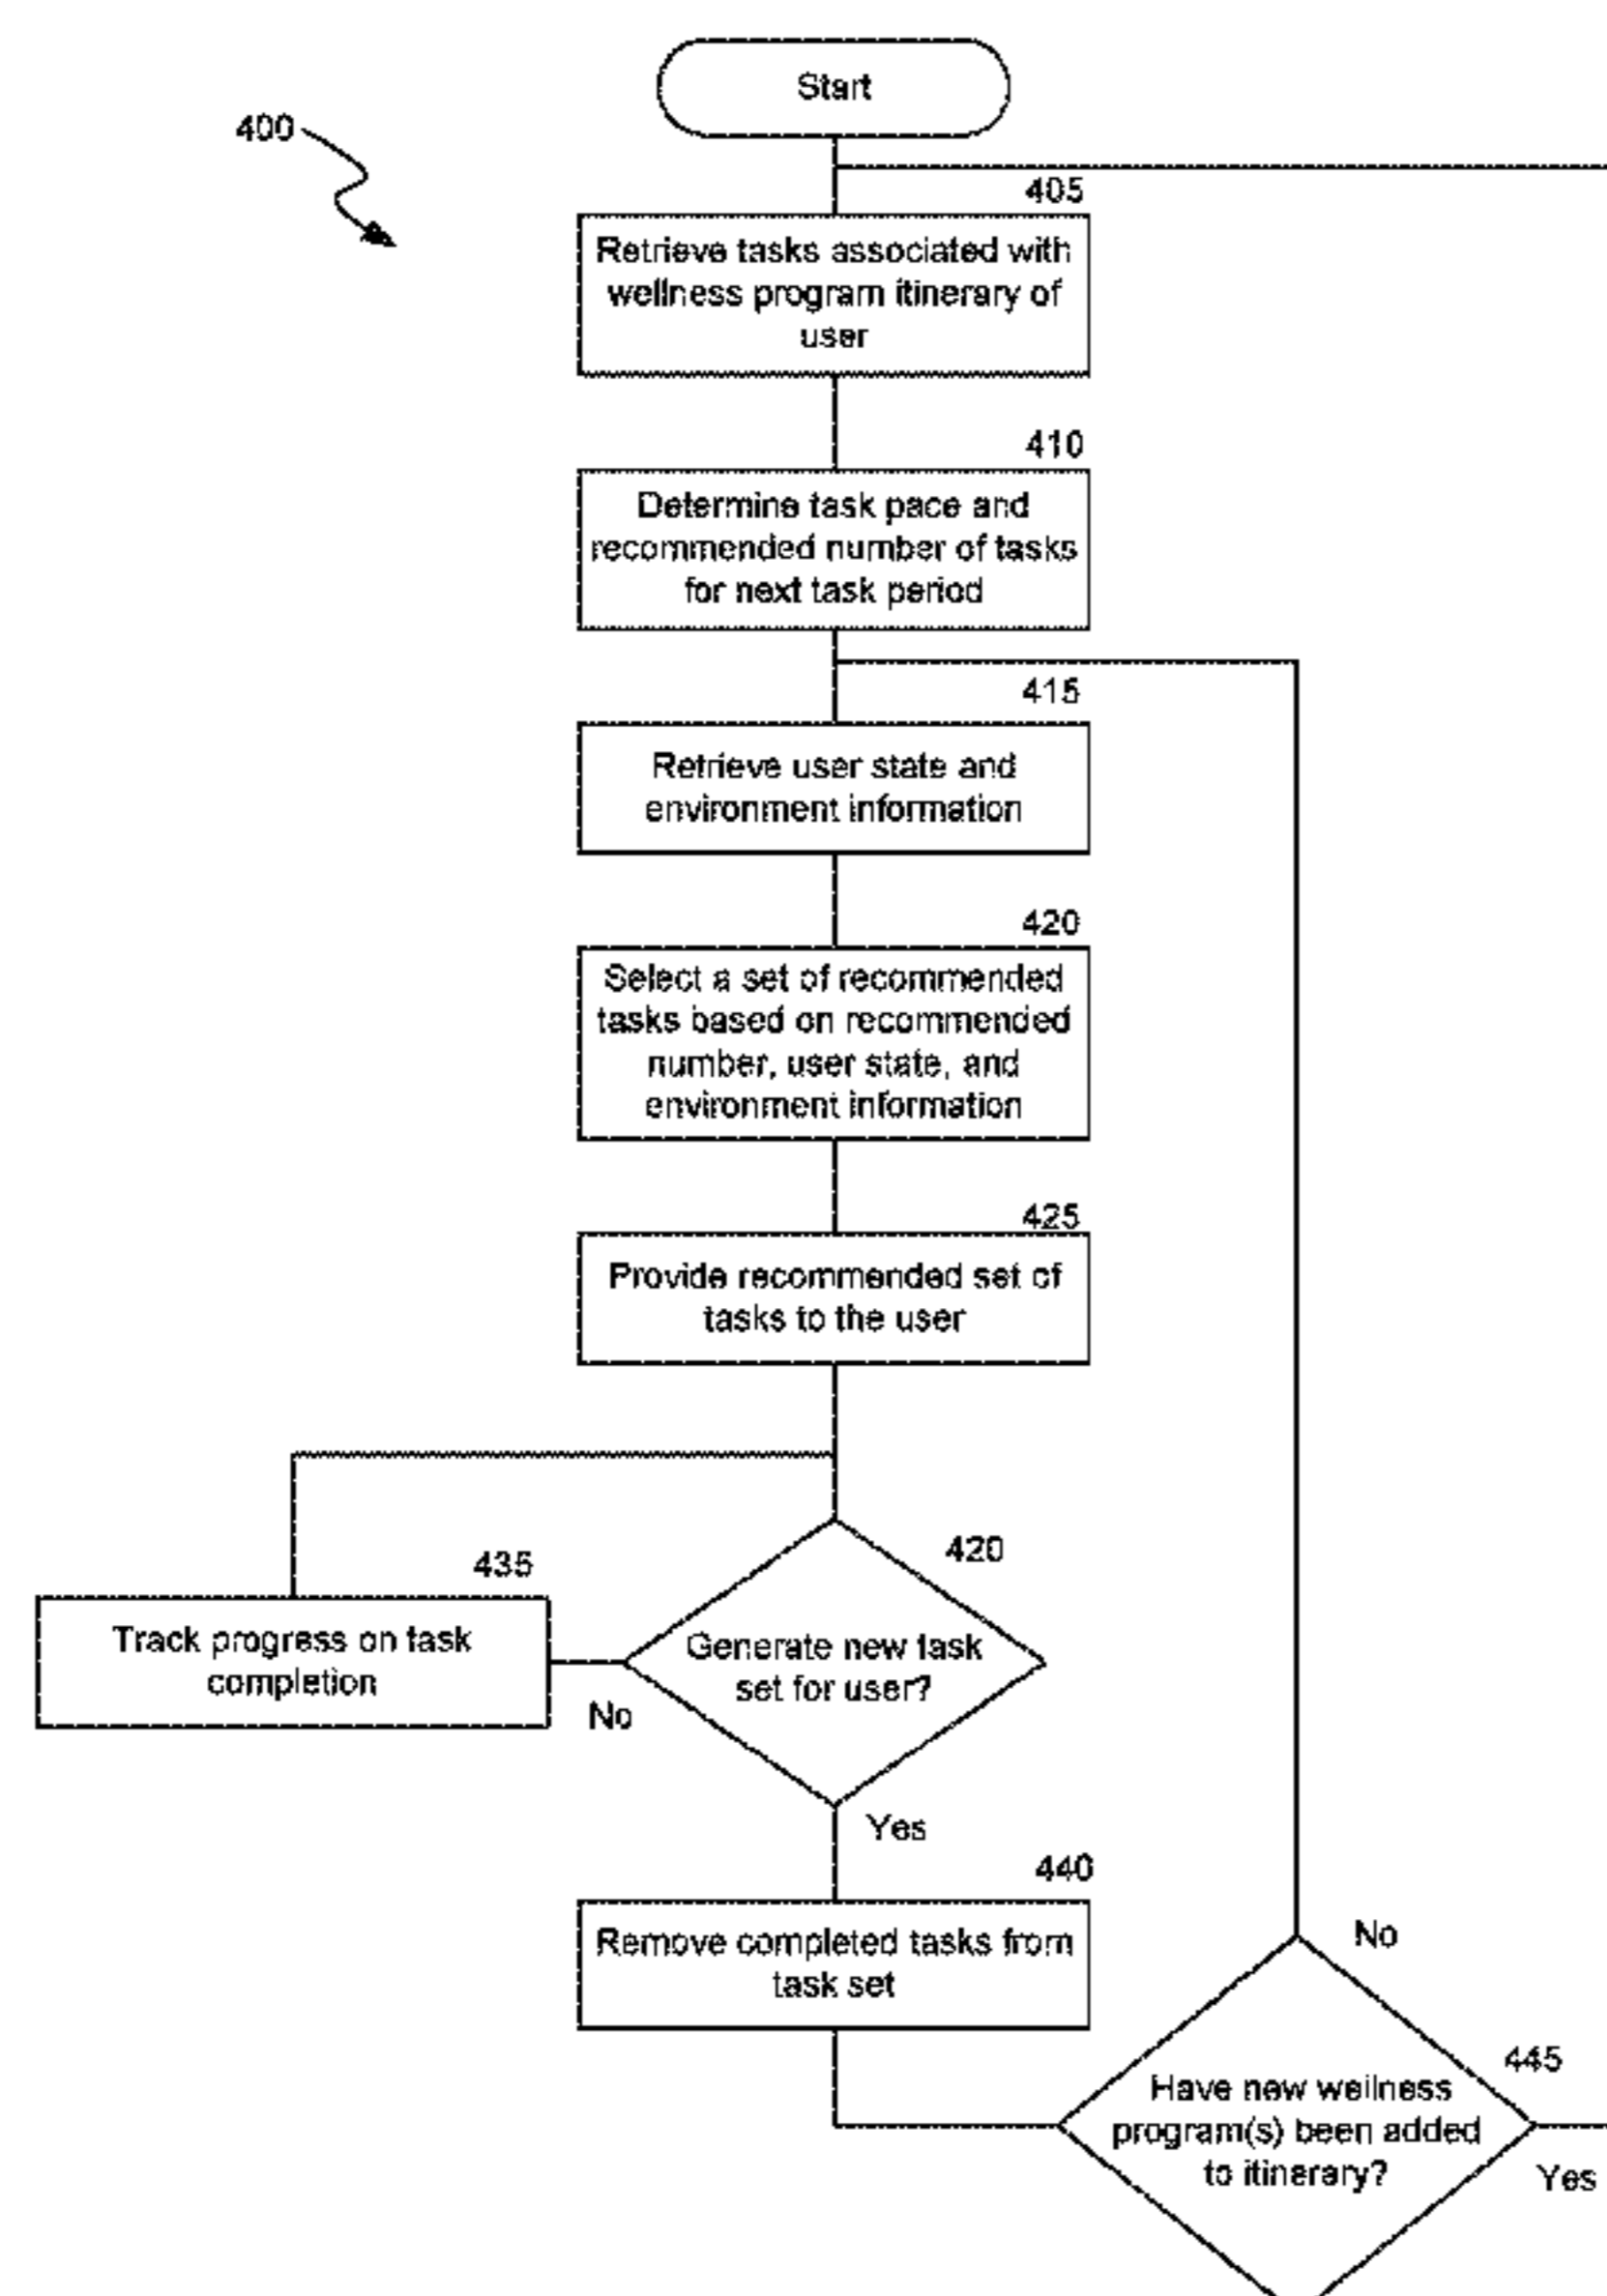 Start
400
405
Retrieve tasks associated with
wellness program itinerary of
user
410
Determine task pace and
recommended number of tasks
for next task period
415
Retrieve user state and
environment information
420
Select a set of recommended
tasks based on recommended
number, user state, and
environment information
425
Provide recommended set of
tasks to the user
435
Track progress on task
completion
No
420
Generate new task
set for user?
Yes
440
Remove completed tasks from
task set
No
445
Have new wellness
program(s) been added
to itinerary?
Yes